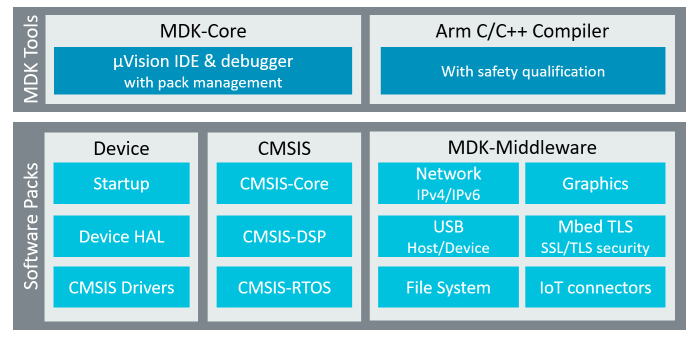 MDK Tools
MDK-Core
µVision IDE & debugger
with pack management
Arm C/C++ Compiler
With safety qualification
Software Packs
Device
Startup
Device HAL
CMSIS Drivers
CMSIS
CMSIS-Core
CMSIS-DSP
CMSIS-RTOS
MDK-Middleware
Network
IPv4/IPv6
Graphics
USB
Host/Device
Mbed TLS
SSL/TLS security
File System
IoT connectors